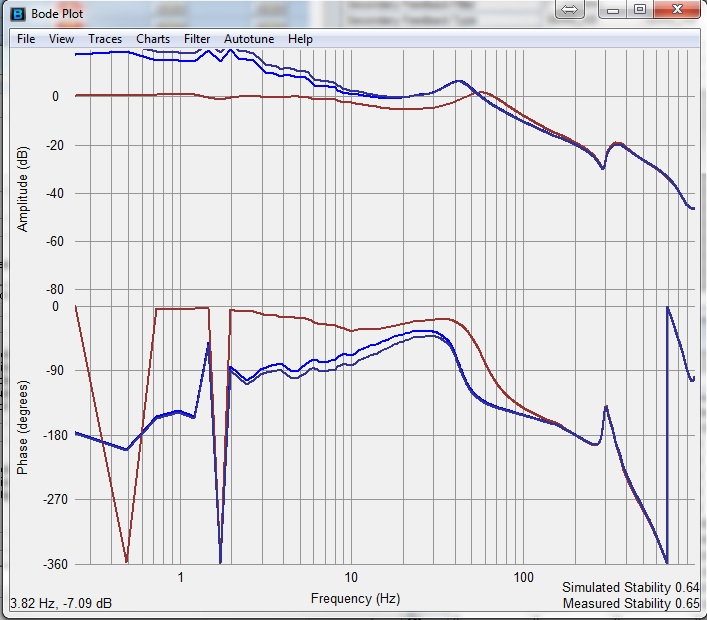 Bode Plot
File View Traces Charts Filter Autotune Help
Amplitude (dB)
0
-20
-40
-60
-80
Phase (degrees)
0
-90
-180
-270
-360
1 10 100
Frequency (Hz)
3.82 Hz, -7.09 dB
Simulated Stability 0.64
Measured Stability 0.65